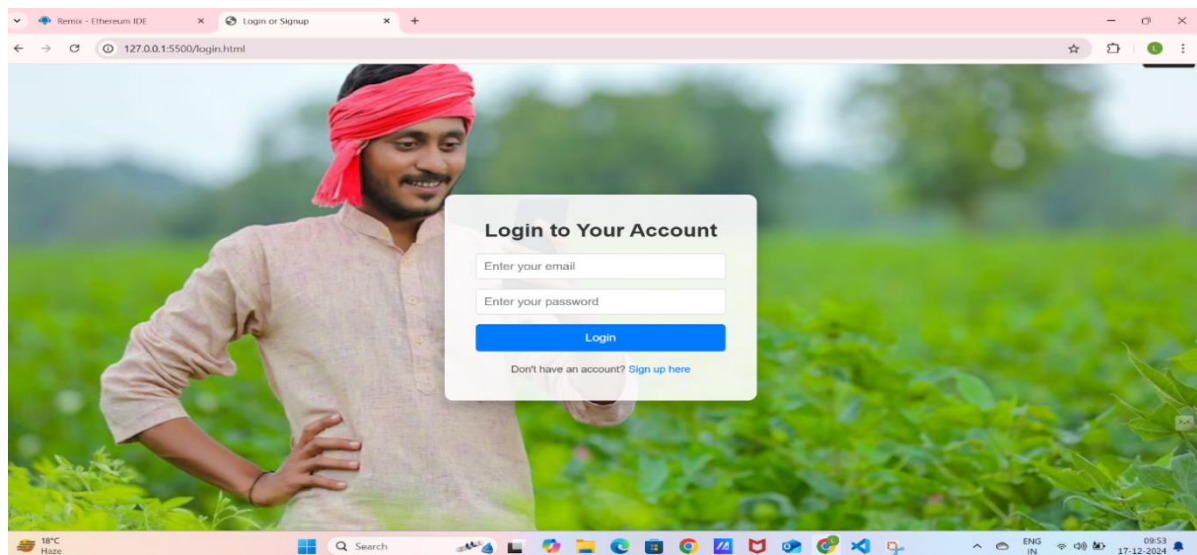 Remix - Ethereum IDE
Login or Signup
127.0.0.1:5500/login.html
Login to Your Account
Enter your email
Enter your password
Login
Don't have an account? Sign up here
18°C
Haze
Search
ENG
IN
09:53
17-12-2024